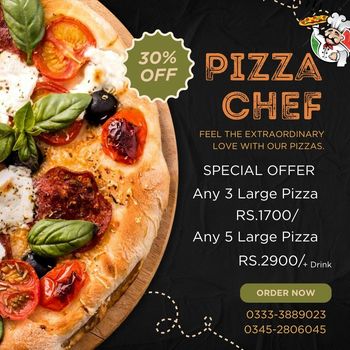 30%
OFF
PIZZA
CHEF
FEEL THE EXTRAORDINARY
LOVE WITH OUR PIZZAS.
SPECIAL OFFER
Any 3 Large Pizza
RS.1700/
Any 5 Large Pizza
RS.2900/+ Drink
ORDER NOW
0333-3889023
0345-2806045